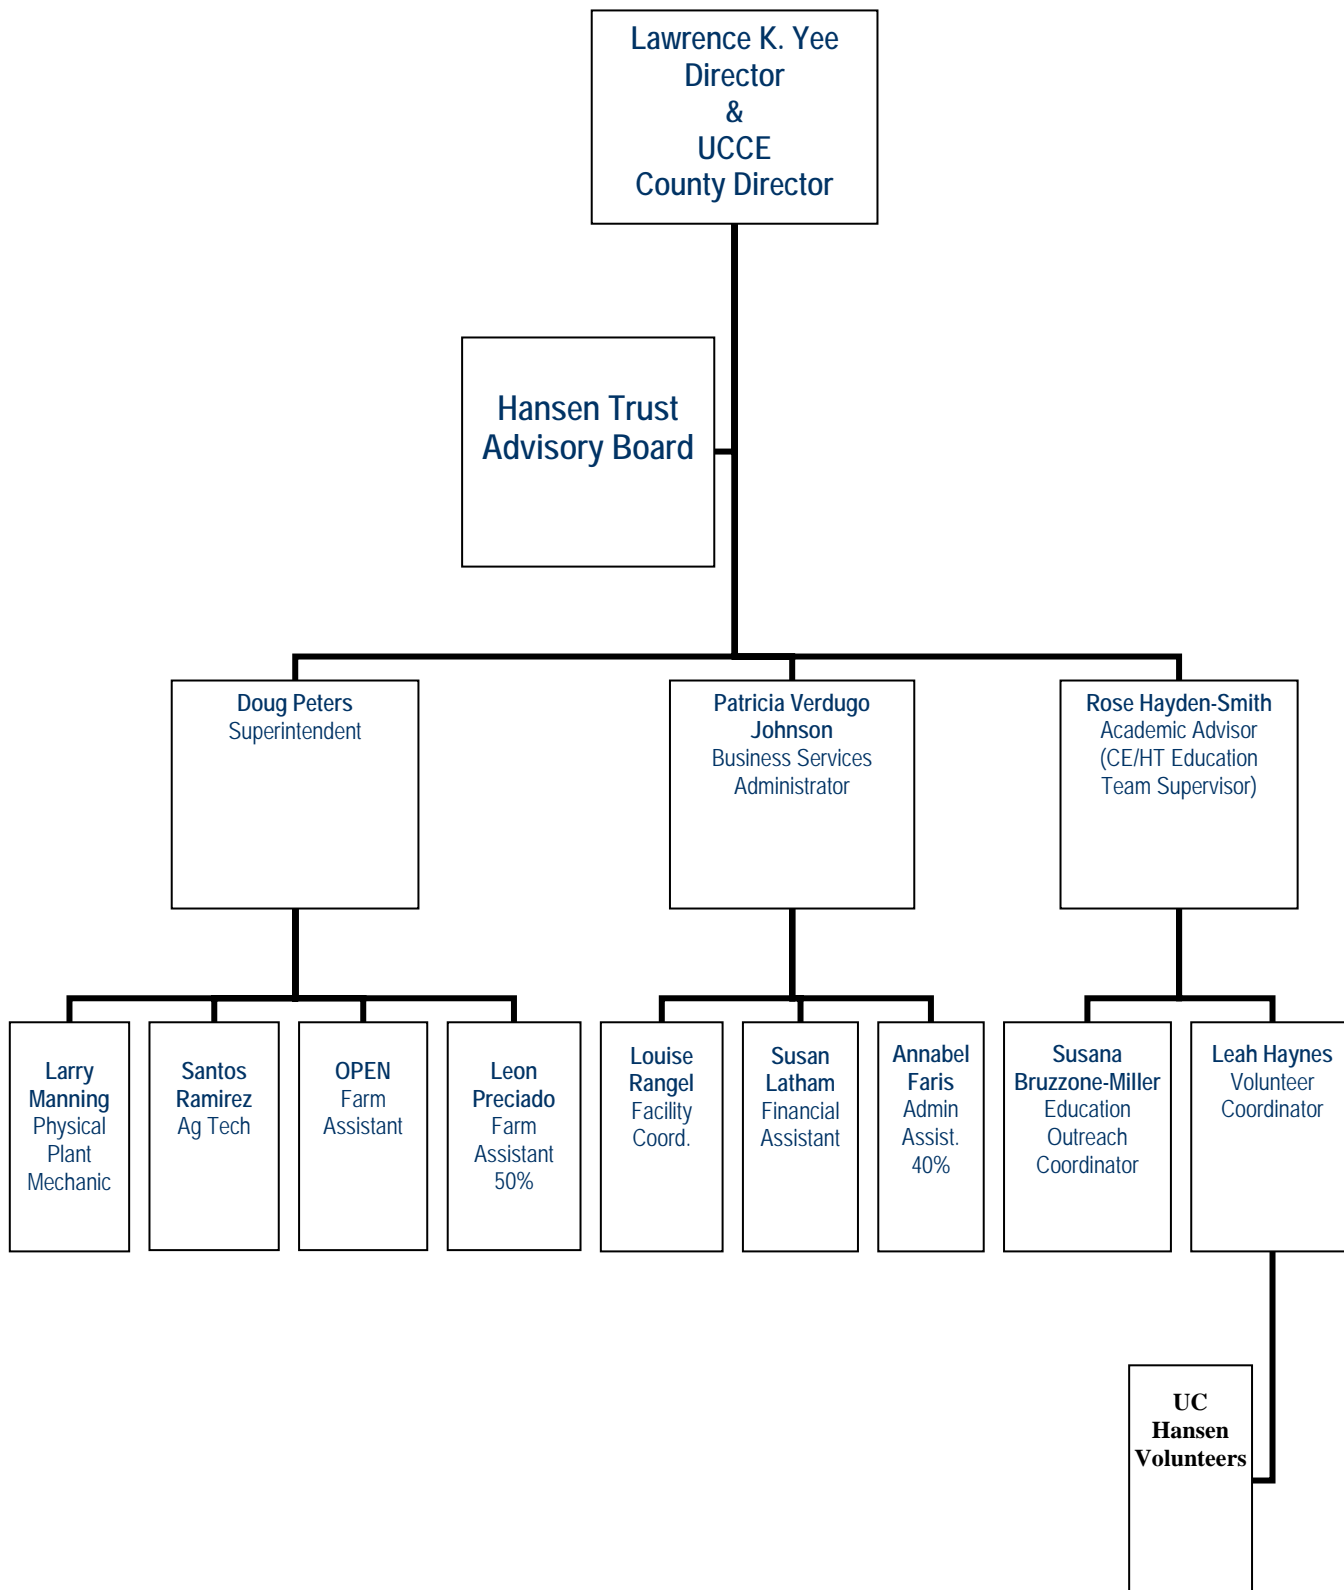 Lawrence K. Yee
Director
&
UCCE
County Director
Hansen Trust
Advisory Board
Doug Peters
Superintendent
Patricia Verdugo
Johnson
Business Services
Administrator
Rose Hayden-Smith
Academic Advisor
(CE/HT Education
Team Supervisor)
Larry
Manning
Physical
Plant
Mechanic
Santos
Ramirez
Ag Tech
OPEN
Farm
Assistant
Leon
Preciado
Farm
Assistant
50%
Louise
Rangel
Facility
Coord.
Susan
Latham
Financial
Assistant
Annabel
Faris
Admin
Assist.
40%
Susana
Bruzzone-Miller
Education
Outreach
Coordinator
Leah Haynes
Volunteer
Coordinator
UC
Hansen
Volunteers